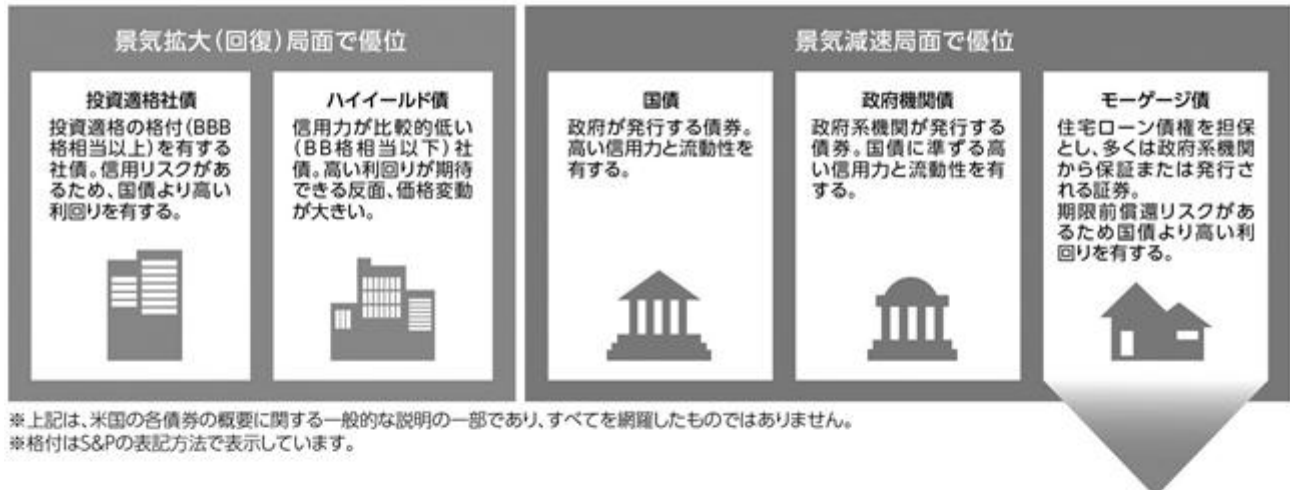 景気拡大(回復)局面で優位
投資適格社債
投資適格の格付(BBB
格相当以上)を有する
社債。信用リスクがあ
るため、国債より高い
利回りを有する。
ハイイールド債
信用力が比較的低い
(BB格相当以下)社
債。高い利回りが期待
できる反面、価格変動
が大きい。
景気減速局面で優位
国債
政府が発行する債券。
高い信用力と流動性を
有する。
政府機関債
政府系機関が発行する
債券。国債に準ずる高
い信用力と流動性を有
する。
モーゲージ債
住宅ローン債権を担保
とし、多くは政府系機関
から保証または発行さ
れる証券。
期限前償還リスクがあ
るため国債より高い利
回りを有する。
※上記は、米国の各債券の概要に関する一般的な説明の一部であり、すべてを網羅したものではありません。
※格付はS&Pの表記方法で表示しています。